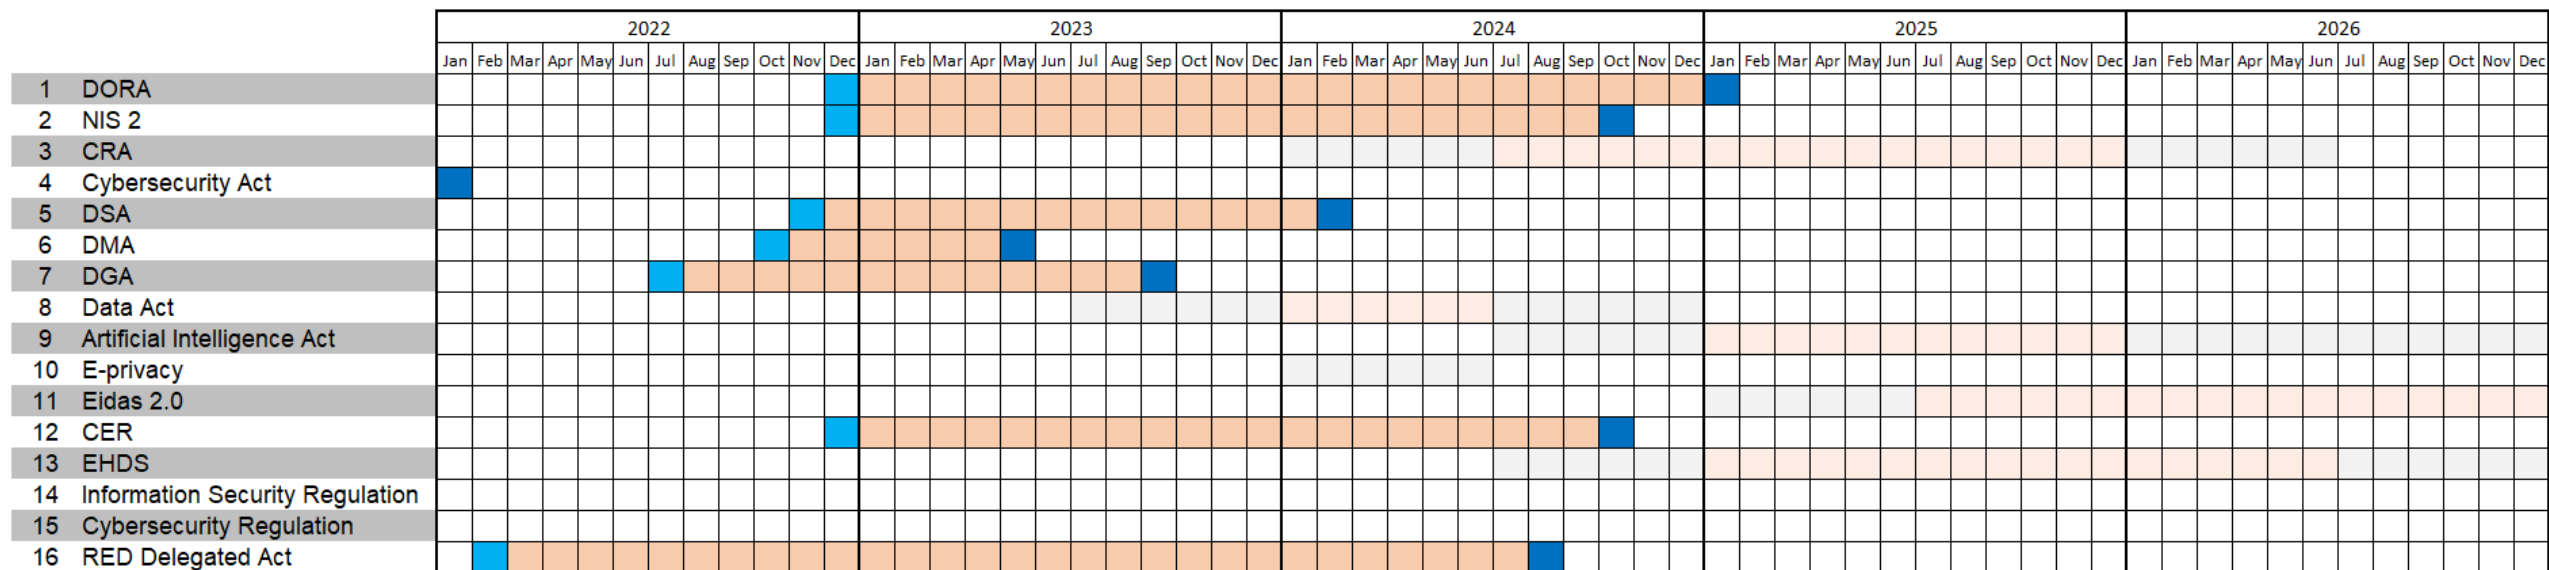 2022 2023 2024 2025 2026
Jan Feb Mar Apr May Jun Jul Aug Sep Oct Nov Dec Jan Feb Mar Apr May Jun Jul Aug Sep Oct Nov Dec Jan Feb Mar Apr May Jun Jul Aug Sep Oct Nov Dec Jan Feb Mar Apr May Jun Jul Aug Sep Oct Nov Dec Jan Feb Mar Apr May Jun Jul Aug Sep Oct Nov Dec
1 DORA
2 NIS 2
3 CRA
4 Cybersecurity Act
5 DSA
6 DMA
7 DGA
8 Data Act
9 Artificial Intelligence Act
10 E-privacy
11 Eidas 2.0
12 CER
13 EHDS
14 Information Security Regulation
15 Cybersecurity Regulation
16 RED Delegated Act